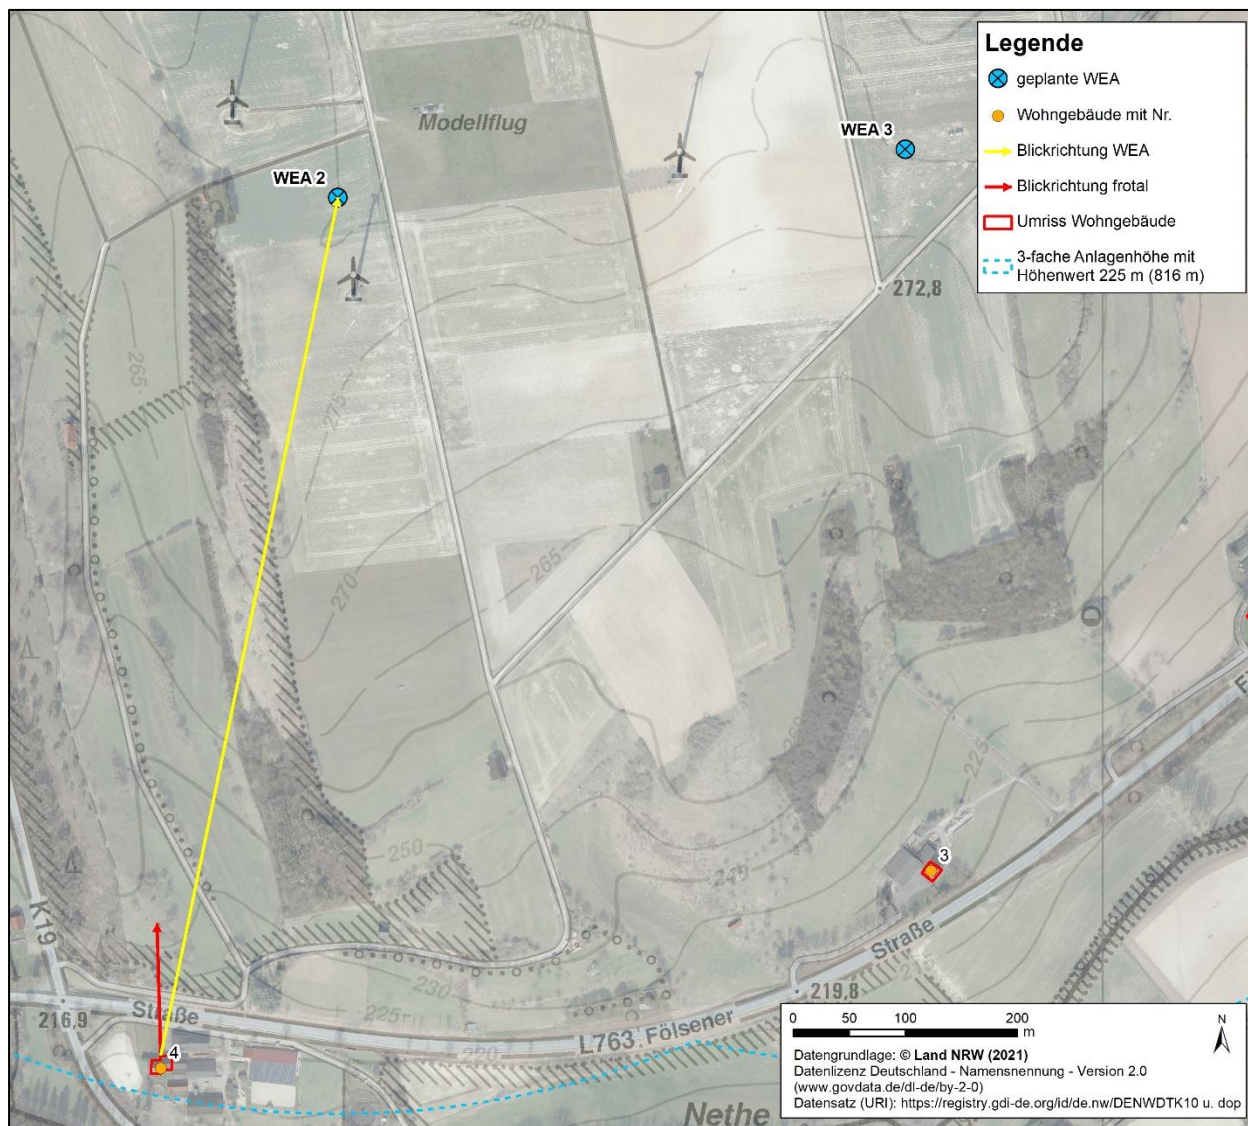 280
Legende
geplante WEA
Wohngebäude mit Nr.
Blickrichtung WEA
Blickrichtung frotal
Umriss Wohngebäude
3-fache Anlagenhöhe mit
Höhenwert 225 m (816 m)
Modellflug
WEA 3
WEA 2
272,8
265
275
265
270
260
225
250
240
3
K19
Straße
230
219,8
Straße
225
216,9
L763 Fölsener
220
4
Nethe
0 50 100 200
m
N
Datengrundlage: © Land NRW (2021)
Datenlizenz Deutschland - Namensnennung - Version 2.0
(www.govdata.de/dl-de/by-2-0)
Datensatz (URI): https://registry.gdi-de.org/id/de.nw/DENWDTK10 u. dop